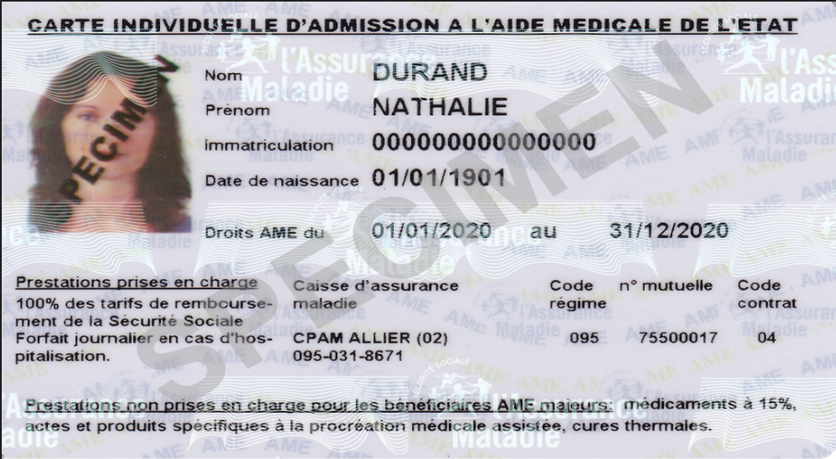 CARTE INDIVIDUELLE D'ADMISSION A L'AIDE MEDICALE DE L'ETAT
Nom DURAND
Prénom NATHALIE
Immatriculation 000000000000000
Date de naissance 01/01/1901
Droits AME du 01/01/2020 au 31/12/2020
SPECIMEN
SPECIMEN
Prestations prises en charge
100% des tarifs de rembourse-
ment de la Sécurité Sociale
Forfait journalier en cas d'hos-
pitalisation.
Caisse d'assurance
maladie
CPAM ALLIER (02)
095-031-8671
Code
régime
095
n° mutuelle
75500017
Code
contrat
04
Prestations non prises en charge pour les bénéficiaires AME majeurs: médicaments à 15%,
actes et produits spécifiques à la procréation médicale assistée, cures thermales.
l'Assurance
Maladie